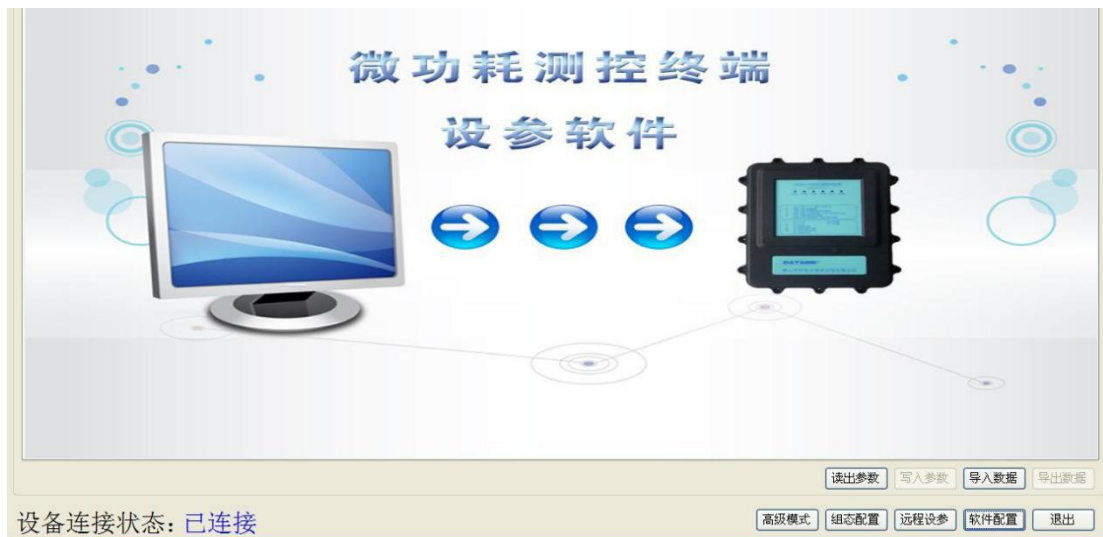 微功耗测控终端
设参软件
DATA86
读出参数 写入参数 导入数据 导出数据
设备连接状态：已连接
高级模式 组态配置 远程设参 软件配置 退出